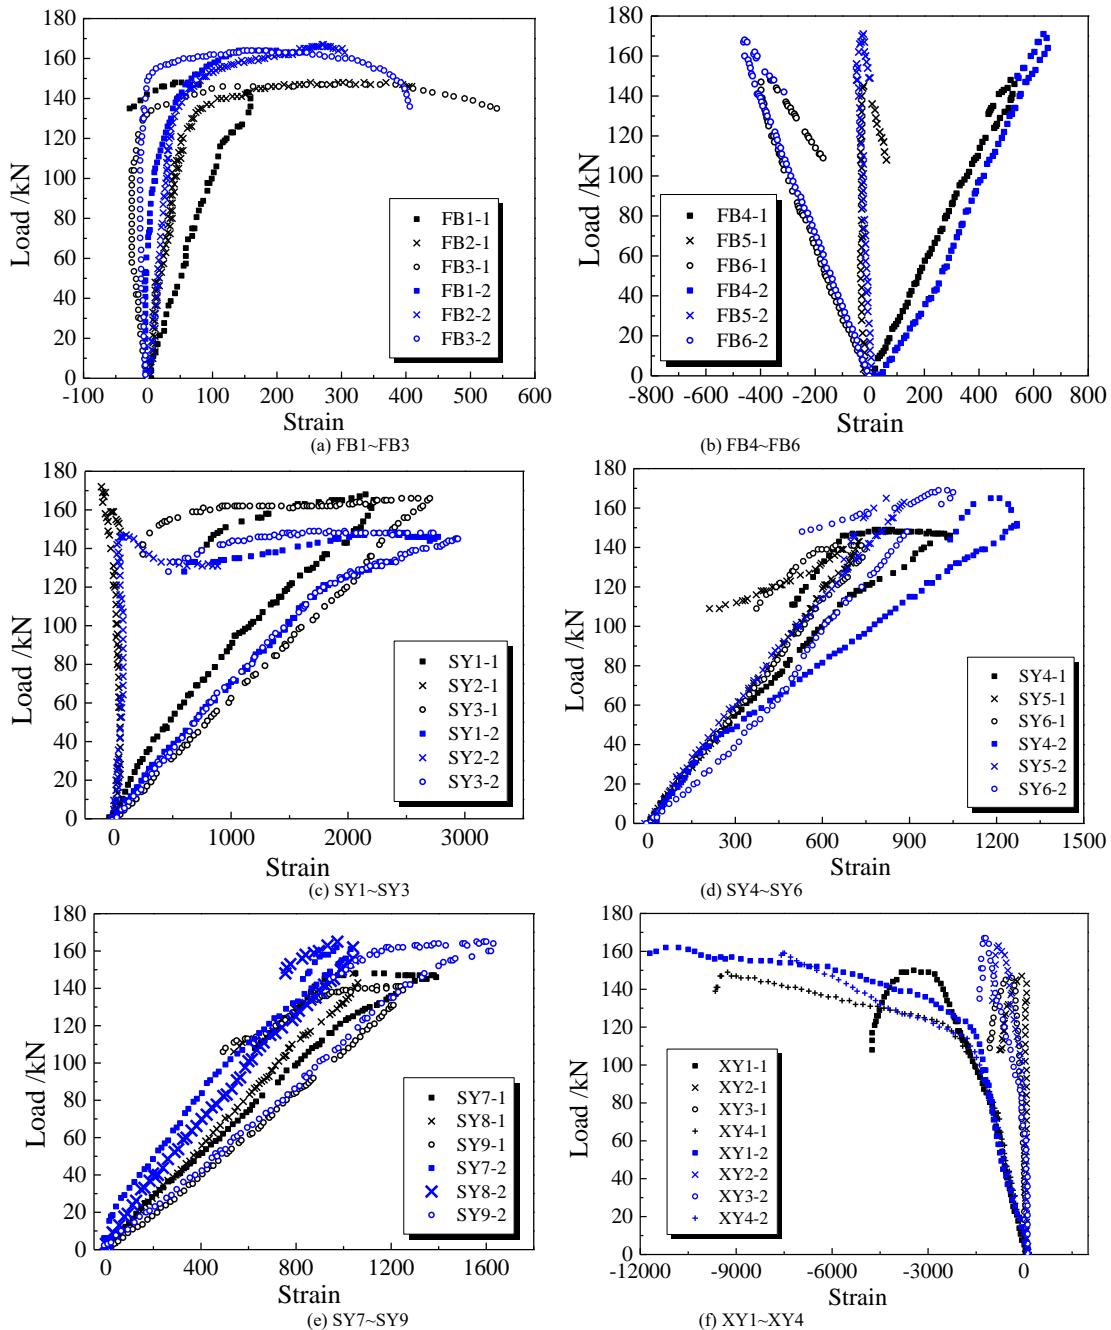 180
160
140
120
100
80
60
40
20
0
Load /kN
FB1-1
FB2-1
FB3-1
FB1-2
FB2-2
FB3-2
-100 0 100 200 300 400 500 600
Strain
(a) FB1~FB3
180
160
140
120
100
80
60
40
20
0
Load /kN
FB4-1
FB5-1
FB6-1
FB4-2
FB5-2
FB6-2
-800 -600 -400 -200 0 200 400 600 800
Strain
(b) FB4~FB6
180
160
140
120
100
80
60
40
20
0
Load /kN
SY1-1
SY2-1
SY3-1
SY1-2
SY2-2
SY3-2
0 1000 2000 3000
Strain
(c) SY1~SY3
180
160
140
120
100
80
60
40
20
0
Load /kN
SY4-1
SY5-1
SY6-1
SY4-2
SY5-2
SY6-2
0 300 600 900 1200 1500
Strain
(d) SY4~SY6
180
160
140
120
100
80
60
40
20
0
Load /kN
SY7-1
SY8-1
SY9-1
SY7-2
SY8-2
SY9-2
0 400 800 1200 1600
Strain
(e) SY7~SY9
180
160
140
120
100
80
60
40
20
0
Load /kN
XY1-1
XY2-1
XY3-1
XY4-1
XY1-2
XY2-2
XY3-2
XY4-2
-12000 -9000 -6000 -3000 0
Strain
(f) XY1~XY4